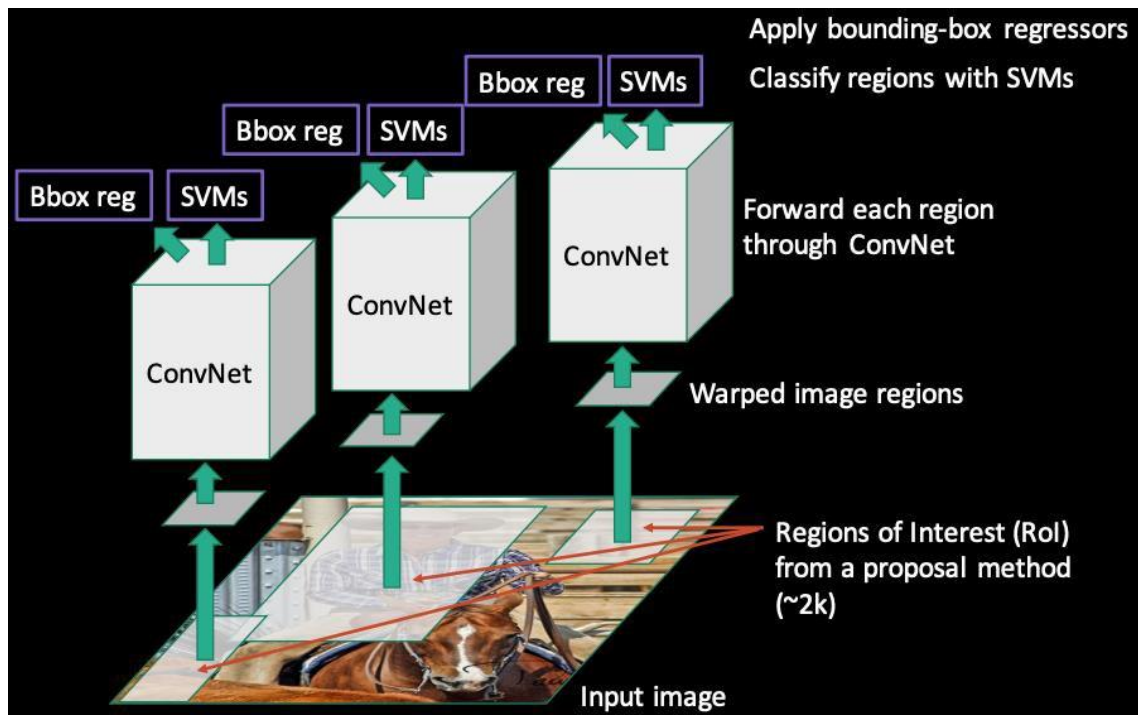 Apply bounding-box regressors
Bbox reg
SVMs
Classify regions with SVMs
Bbox reg
SVMs
Bbox reg
SVMs
Forward each region
through ConvNet
ConvNet
ConvNet
ConvNet
Warped image regions
Regions of Interest (RoI)
from a proposal method
(~2k)
Input image